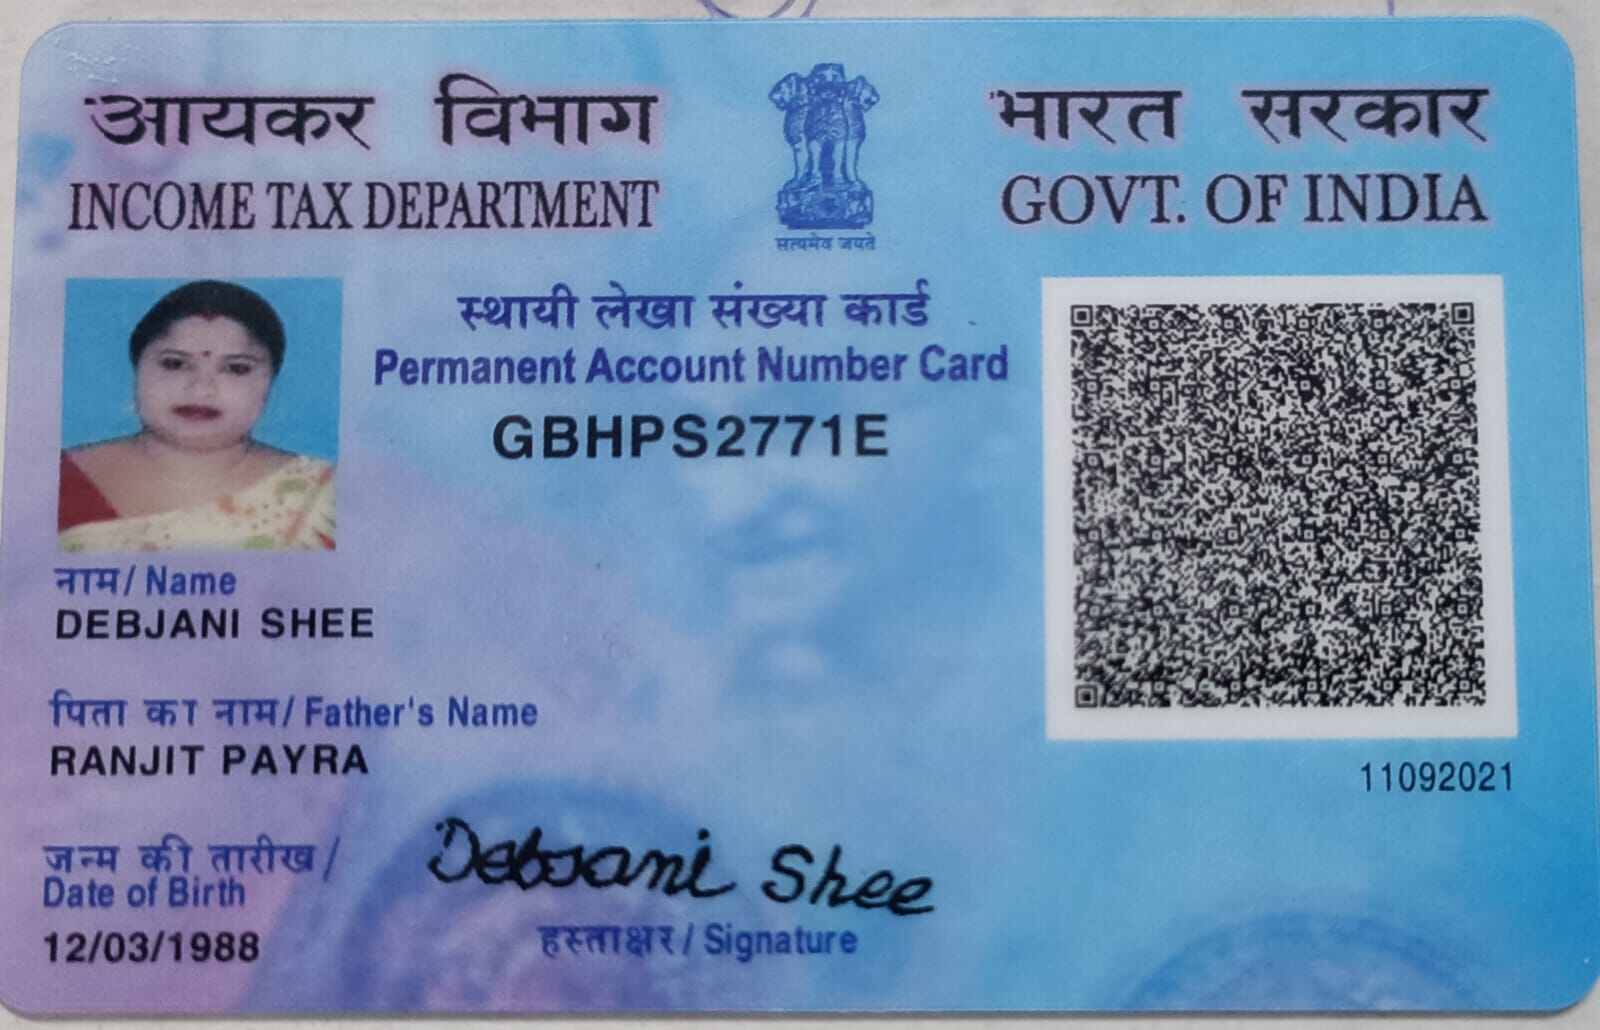 आयकर विभाग
INCOME TAX DEPARTMENT
सत्यमेव जयते
भारत सरकार
GOVT. OF INDIA
स्थायी लेखा संख्या कार्ड
Permanent Account Number Card
GBHPS2771E
नाम/ Name
DEBJANI SHEE
पिता का नाम/ Father's Name
RANJIT PAYRA
11092021
जन्म की तारीख/
Date of Birth
12/03/1988
Debjani Shee
हस्ताक्षर/ Signature